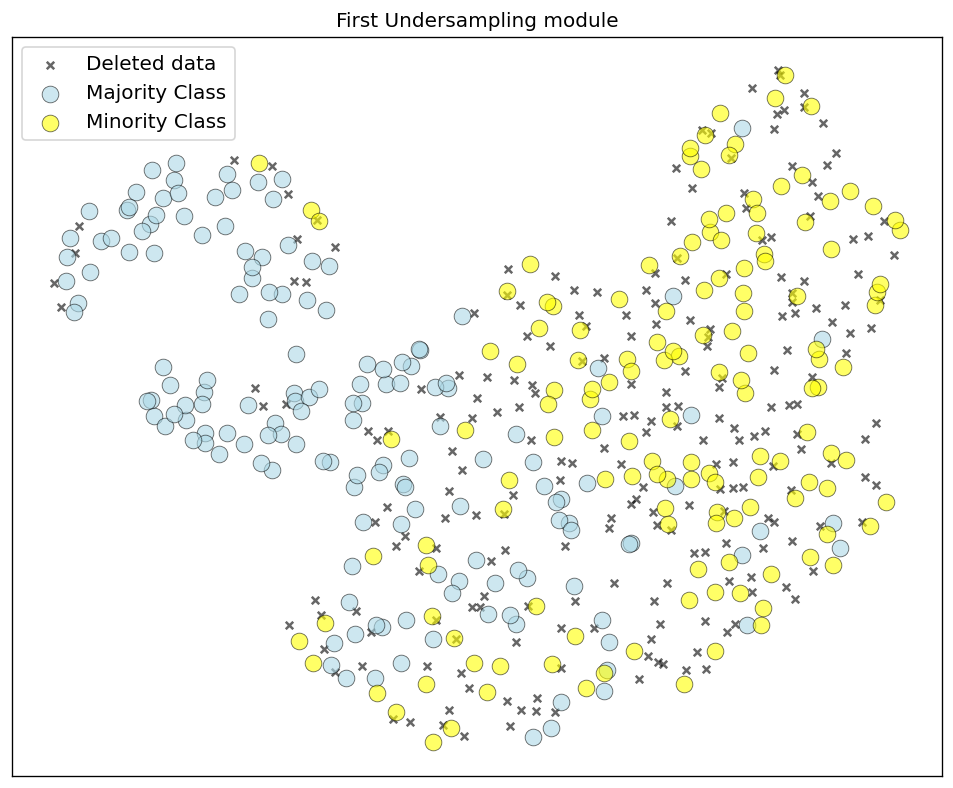 First Undersampling module
Deleted data
Majority Class
Minority Class